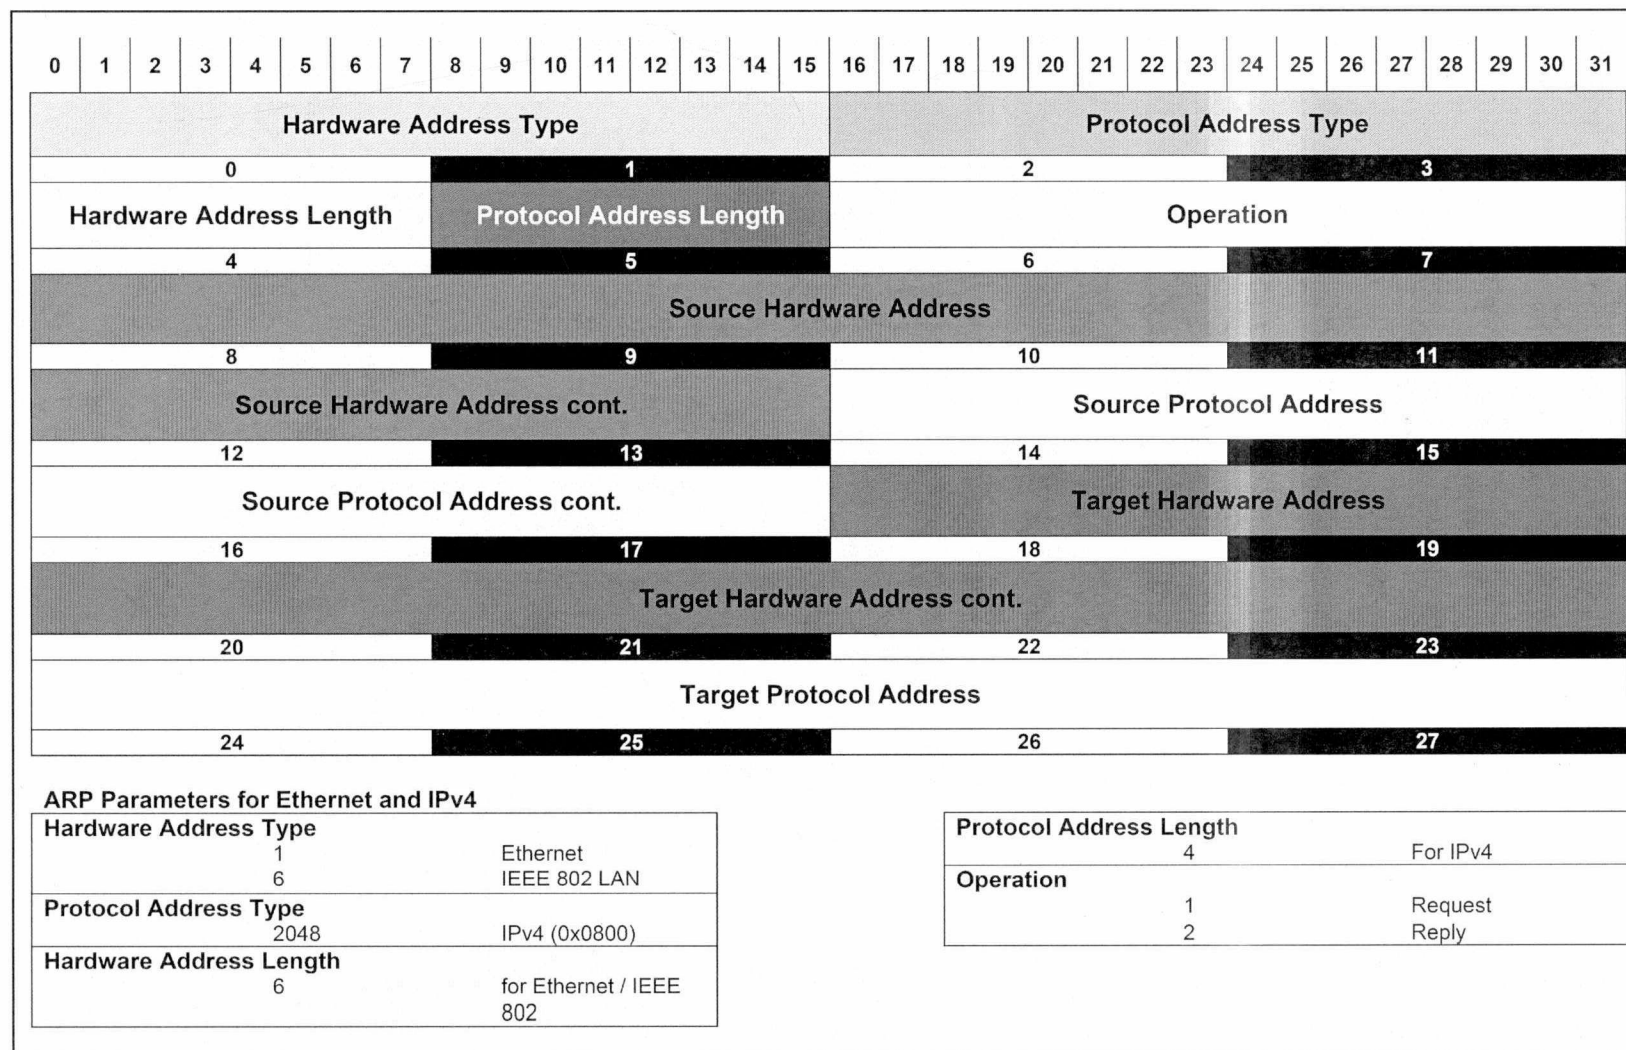 0 1 2 3 4 5 6 7 8 9 10 11 12 13 14 15 16 17 18 19 20 21 22 23 24 25 26 27 28 29 30 31
Hardware Address Type Protocol Address Type
0 1 2 3
Hardware Address Length Protocol Address Length Operation
4 5 6 7
Source Hardware Address
8 9 10 11
Source Hardware Address cont. Source Protocol Address
12 13 14 15
Source Protocol Address cont. Target Hardware Address
16 17 18 19
Target Hardware Address cont.
20 21 22 23
Target Protocol Address
24 25 26 27
ARP Parameters for Ethernet and IPv4
Hardware Address Type
1 Ethernet
6 IEEE 802 LAN
Protocol Address Type
2048 IPv4 (0x0800)
Hardware Address Length
6 for Ethernet / IEEE
802
Protocol Address Length
4 For IPv4
Operation
1 Request
2 Reply